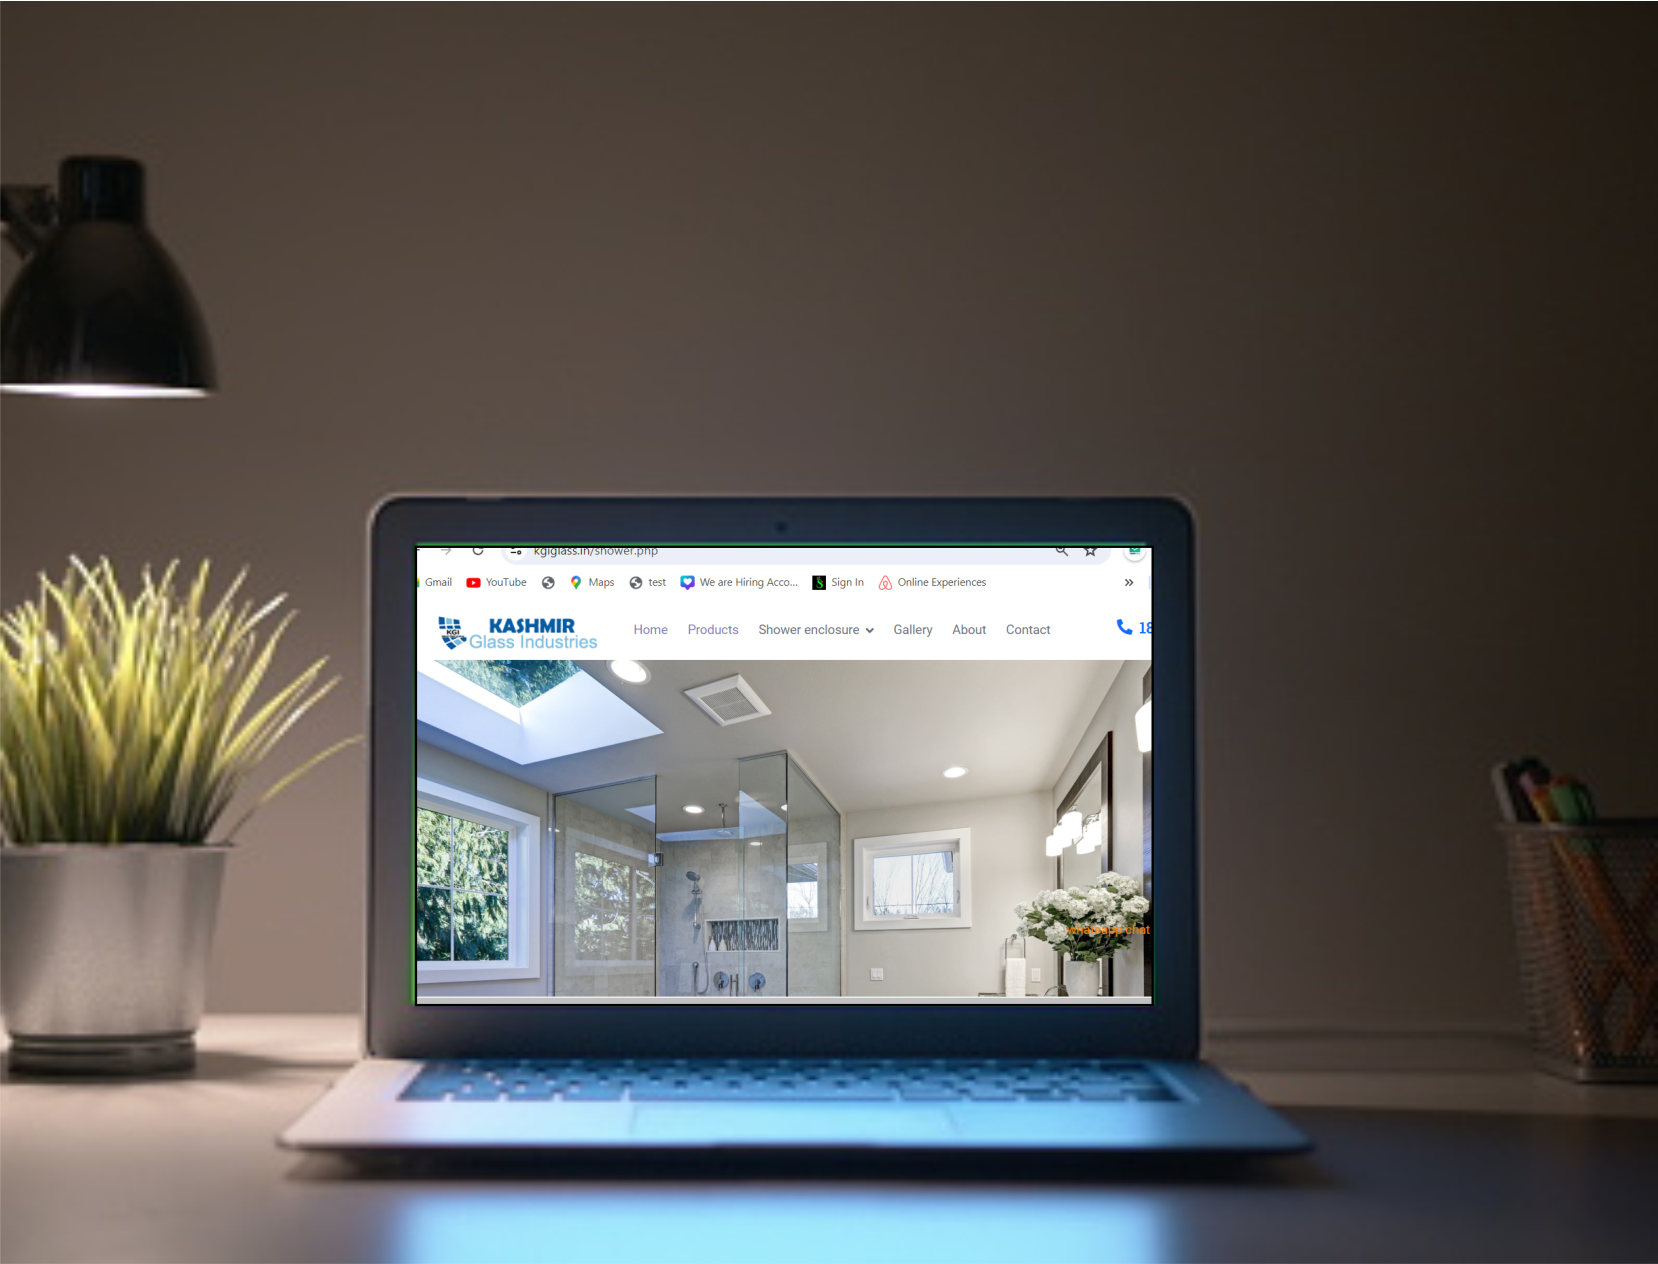 kgiglass.in/shower.php
Gmail YouTube Maps test We are Hiring Acco... Sign In Online Experiences »
KGI KASHMIR
Glass Industries
Home Products Shower enclosure Gallery About Contact 18
whatsapp chat